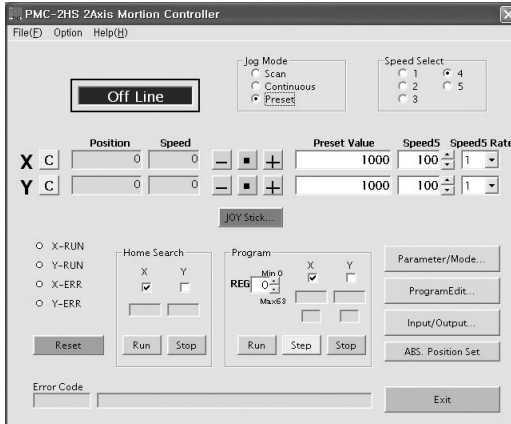 PMC-2HS 2Axis Mortion Controller
File(F) Option Help(H)
Jog Mode
Scan
Continuous
Preset
Speed Select
1 4
2 5
3
Off Line
Position Speed Preset Value Speed5 Speed5 Rate
X C 0 0 − ■ + 1000 100 1
Y C 0 0 − ■ + 1000 100 1
JOY Stick...
X-RUN
Y-RUN
X-ERR
Y-ERR
Reset
Home Search
X Y
Run Stop
Program
REG Min 0 X Y
0
Max63
Run Step Stop
Parameter/Mode...
ProgramEdit...
Input/Output...
ABS. Position Set
Error Code
Exit